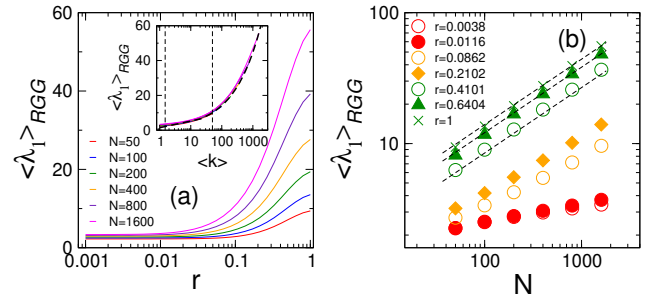 60
40
20
0
<λ₁>RGG
0.001
0.01
0.1
1
r
(a)
N=50
N=100
N=200
N=400
N=800
N=1600
60
40
20
0
<λ₁>RGG
1
10
100
1000
<k>
100
10
<λ₁>RGG
100
1000
N
(b)
r=0.0038
r=0.0116
r=0.0862
r=0.2102
r=0.4101
r=0.6404
r=1